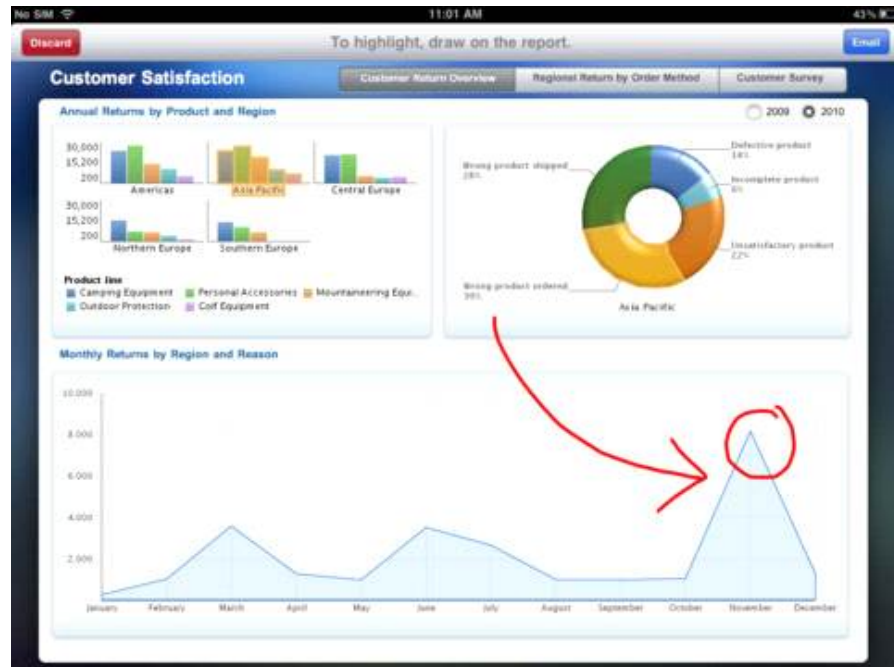 No SIM 11:01 AM 43%
Discard To highlight, draw on the report. Email
Customer Satisfaction Customer Return Overview Regional Return by Order Method Customer Survey
Annual Returns by Product and Region 2009 2010
30,000
15,200
200
Americas Asia Pacific Central Europe
30,000
15,200
200
Northern Europe Southern Europe
Product line
Camping Equipment Personal Accessories Mountaineering Equi...
Outdoor Protection Golf Equipment
Defective product
14%
Wrong product shipped
28%
Incomplete product
6%
Unsatisfactory product
22%
Wrong product ordered
30%
Asia Pacific
Monthly Returns by Region and Reason
10,000
8,000
6,000
4,000
2,000
January February March April May June July August September October November December